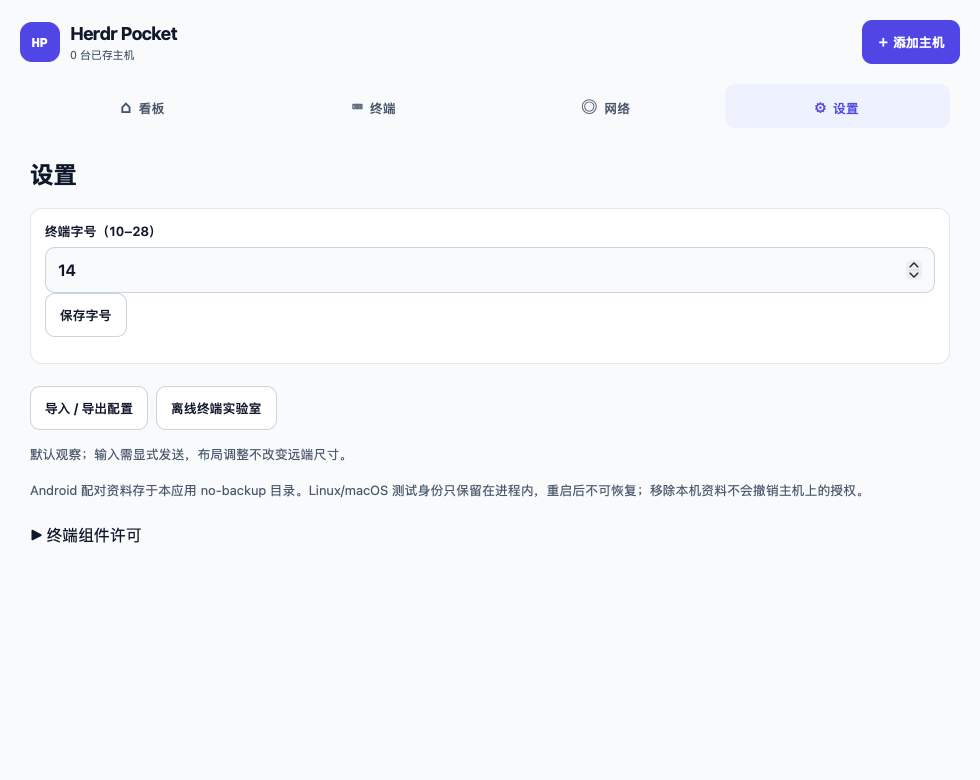 HP
Herdr Pocket
0 台已存主机
+ 添加主机
看板
终端
网络
设置
设置
终端字号（10–28）
14
保存字号
导入 / 导出配置
离线终端实验室
默认观察；输入需显式发送，布局调整不改变远端尺寸。
Android 配对资料存于本应用 no-backup 目录。Linux/macOS 测试身份只保留在进程内，重启后不可恢复；移除本机资料不会撤销主机上的授权。
终端组件许可